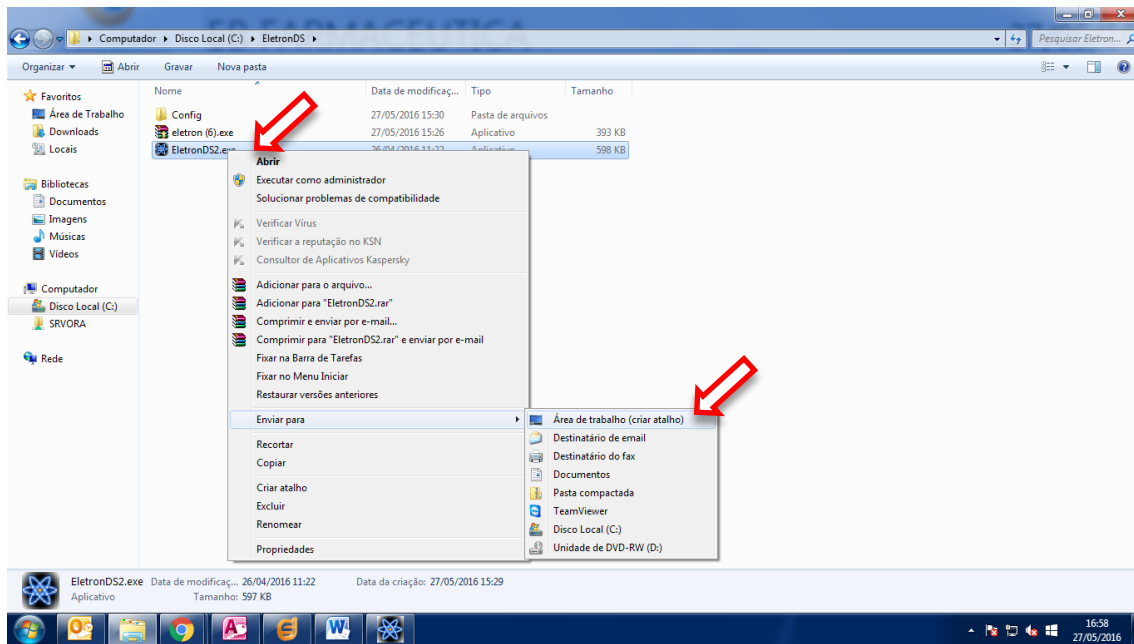 EB FARMACEUTICA
Computador ▸ Disco Local (C:) ▸ EletronDS ▸
Pesquisar Eletron...
Organizar
Abrir
Gravar
Nova pasta
Favoritos
Área de Trabalho
Downloads
Locais
Bibliotecas
Documentos
Imagens
Músicas
Vídeos
Computador
Disco Local (C:)
SRVORA
Rede
Nome Data de modificaç... Tipo Tamanho
Config 27/05/2016 15:30 Pasta de arquivos
eletron (6).exe 27/05/2016 15:26 Aplicativo 393 KB
EletronDS2.exe 26/04/2016 11:22 Aplicativo 598 KB
Abrir
Executar como administrador
Solucionar problemas de compatibilidade
Verificar Vírus
Verificar a reputação no KSN
Consultor de Aplicativos Kaspersky
Adicionar para o arquivo...
Adicionar para "EletronDS2.rar"
Comprimir e enviar por e-mail...
Comprimir para "EletronDS2.rar" e enviar por e-mail
Fixar na Barra de Tarefas
Fixar no Menu Iniciar
Restaurar versões anteriores
Enviar para
Recortar
Copiar
Criar atalho
Excluir
Renomear
Propriedades
Área de trabalho (criar atalho)
Destinatário de email
Destinatário do fax
Documentos
Pasta compactada
TeamViewer
Disco Local (C:)
Unidade de DVD-RW (D:)
EletronDS2.exe Data de modificaç... 26/04/2016 11:22 Data da criação: 27/05/2016 15:29
Aplicativo Tamanho: 597 KB
16:58
27/05/2016